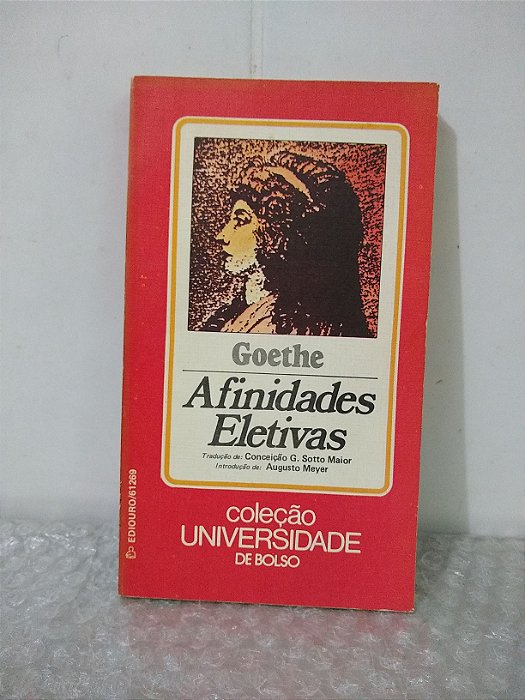 Goethe
Afinidades
Eletivas
Tradução de: Conceição G. Sotto Maior
Introdução de: Augusto Meyer
coleção
UNIVERSIDADE
DE BOLSO
EDIOURO/61269